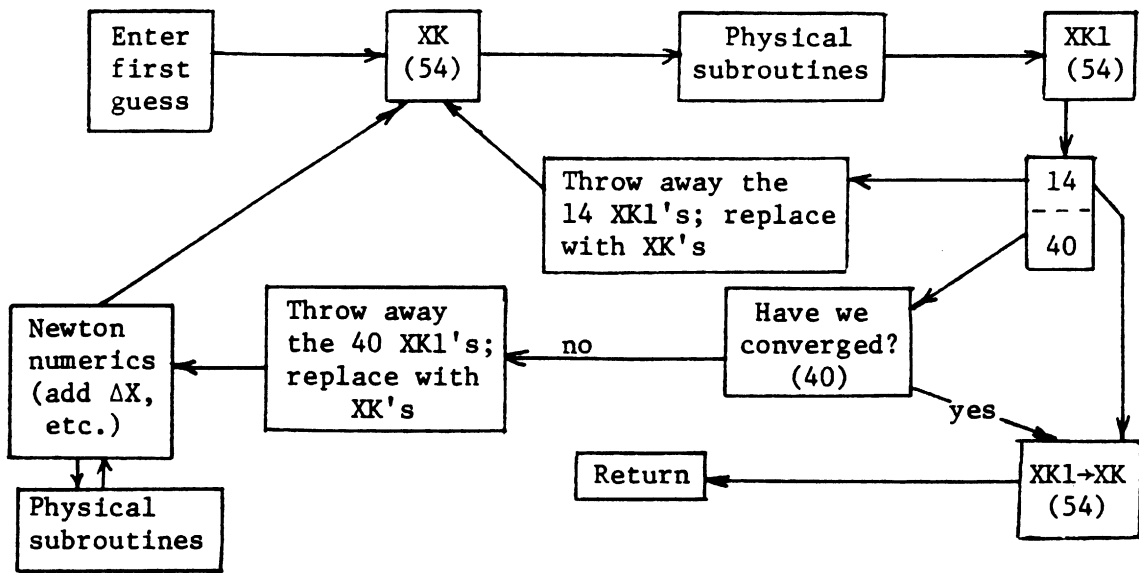 Enter
first
guess
XK
(54)
Physical
subroutines
XK1
(54)
14
40
Throw away the
14 XK1's; replace
with XK's
Have we
converged?
(40)
no
yes
Throw away
the 40 XK1's;
replace with
XK's
Newton
numerics
(add ΔX,
etc.)
Physical
subroutines
XK1→XK
(54)
Return